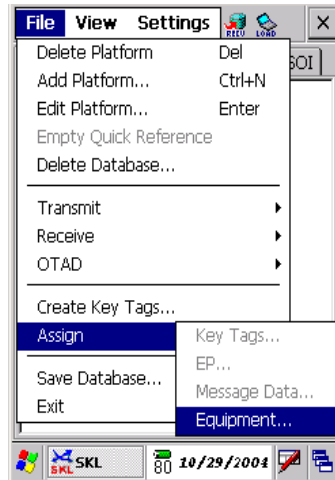 File View Settings RECV LOAD X
Delete Platform Del
SOI
Add Platform... Ctrl+N
Edit Platform... Enter
Empty Quick Reference
Delete Database...
Transmit
Receive
OTAD
Create Key Tags...
Assign
Key Tags...
EP...
Save Database...
Message Data...
Exit
Equipment...
SKL SKL 80 10/29/2004